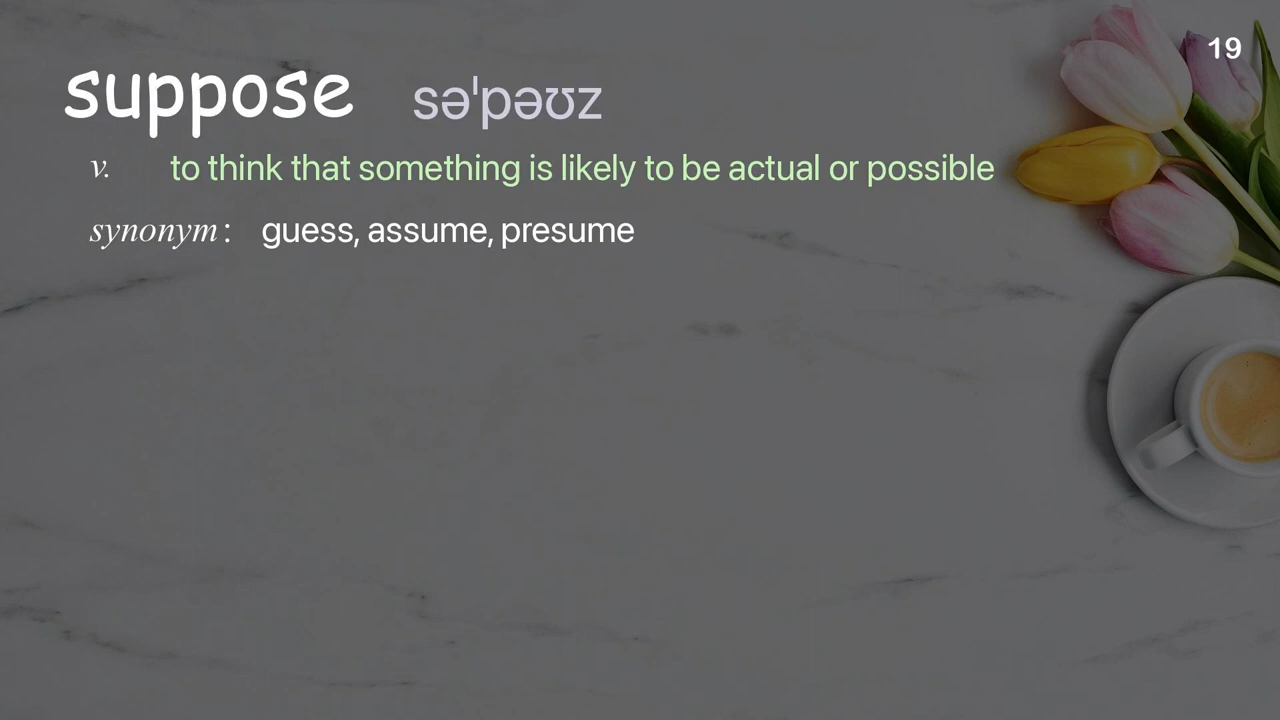 19
suppose səˈpəʊz
v. to think that something is likely to be actual or possible
synonym : guess, assume, presume